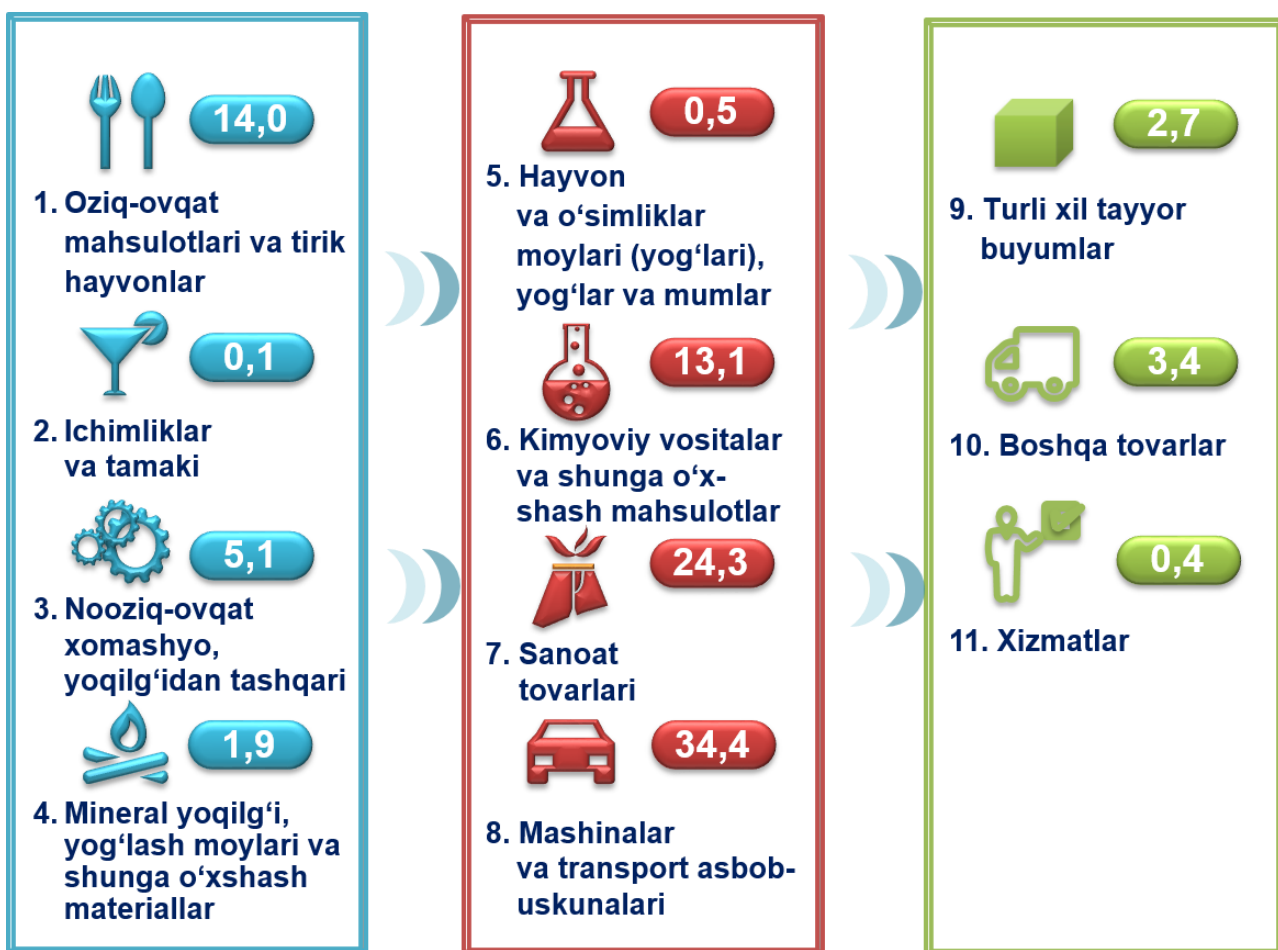 14,0
1. Oziq-ovqat
mahsulotlari va tirik
hayvonlar
0,1
2. Ichimliklar
va tamaki
5,1
3. Nooziq-ovqat
xomashyo,
yoqilg‘idan tashqari
1,9
4. Mineral yoqilg‘i,
yog‘lash moylari va
shunga o‘xshash
materiallar
0,5
5. Hayvon
va o‘simliklar
moylari (yog‘lari),
yog‘lar va mumlar
13,1
6. Kimyoviy vositalar
va shunga o‘x-
shash mahsulotlar
24,3
7. Sanoat
tovarlari
34,4
8. Mashinalar
va transport asbob-
uskunalari
2,7
9. Turli xil tayyor
buyumlar
3,4
10. Boshqa tovarlar
0,4
11. Xizmatlar